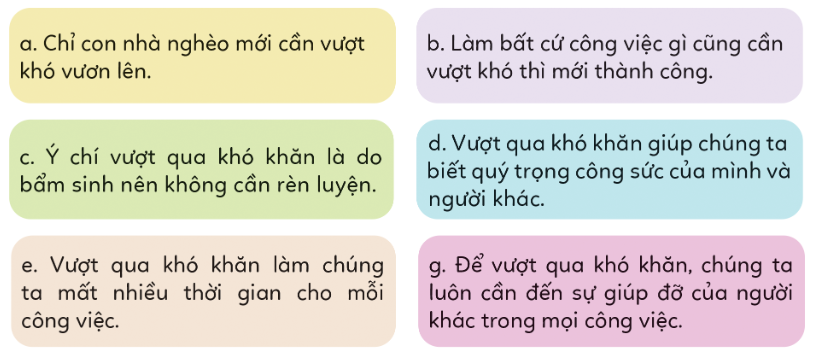 a. Chỉ con nhà nghèo mới cần vượt
khó vươn lên.
b. Làm bất cứ công việc gì cũng cần
vượt khó thì mới thành công.
c. Ý chí vượt qua khó khăn là do
bẩm sinh nên không cần rèn luyện.
d. Vượt qua khó khăn giúp chúng ta
biết quý trọng công sức của mình và
người khác.
e. Vượt qua khó khăn làm chúng
ta mất nhiều thời gian cho mỗi
công việc.
g. Để vượt qua khó khăn, chúng ta
luôn cần đến sự giúp đỡ của người
khác trong mọi công việc.